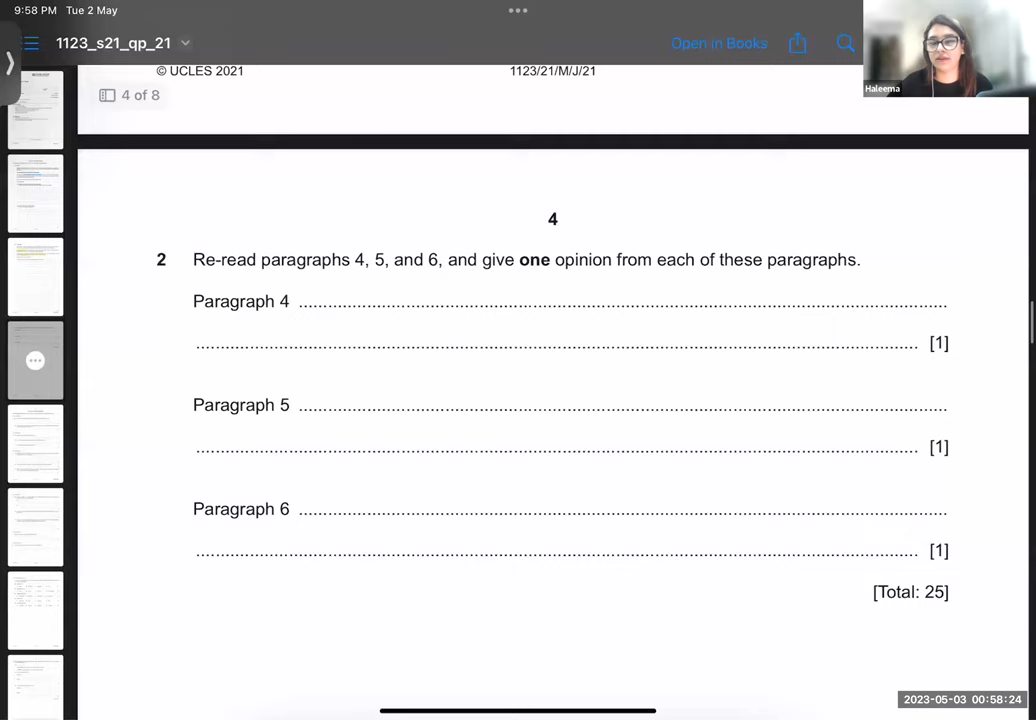 9:58 PM Tue 2 May
1123_s21_qp_21
Open in Books
Haleema
© UCLES 2021
1123/21/M/J/21
4 of 8
4
2 Re-read paragraphs 4, 5, and 6, and give one opinion from each of these paragraphs.
Paragraph 4 ................................................................
................................................................ [1]
Paragraph 5 ................................................................
................................................................ [1]
Paragraph 6 ................................................................
................................................................ [1]
[Total: 25]
2023-05-03 00:58:24